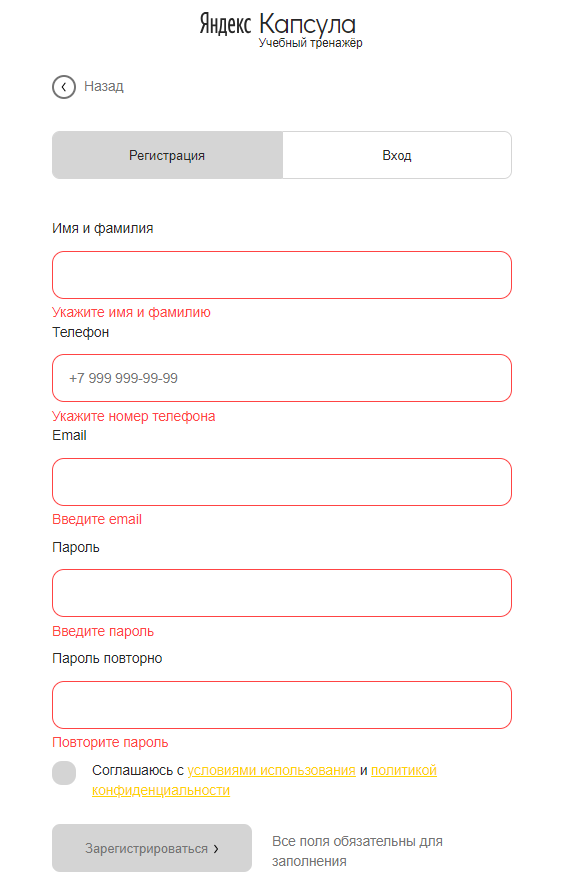 Яндекс Капсула
Учебный тренажёр
Назад
Регистрация
Вход
Имя и фамилия
Укажите имя и фамилию
Телефон
+7 999 999-99-99
Укажите номер телефона
Email
Введите email
Пароль
Введите пароль
Пароль повторно
Повторите пароль
Соглашаюсь с условиями использования и политикой
конфиденциальности
Зарегистрироваться
Все поля обязательны для
заполнения